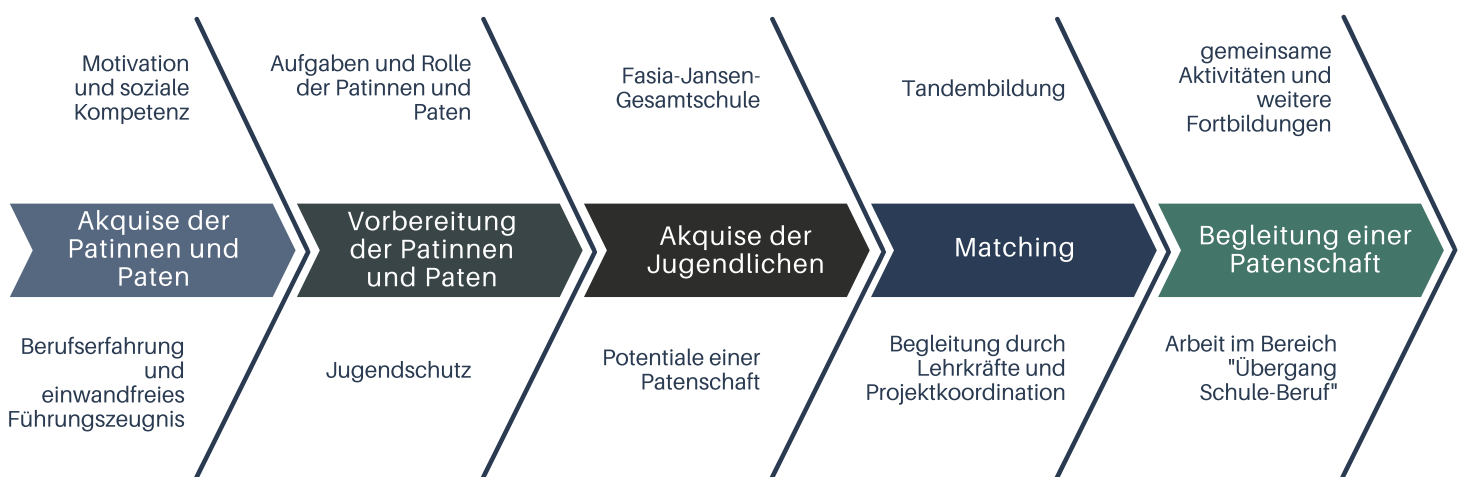 Motivation
und soziale
Kompetenz
Akquise der
Patinnen und
Paten
Berufserfahrung
und
einwandfreies
Führungszeugnis
Aufgaben und Rolle
der Patinnen und
Paten
Vorbereitung
der Patinnen
und Paten
Jugendschutz
Fasia-Jansen-
Gesamtschule
Akquise der
Jugendlichen
Potentiale einer
Patenschaft
Tandembildung
Matching
Begleitung durch
Lehrkräfte und
Projektkoordination
gemeinsame
Aktivitäten und
weitere
Fortbildungen
Begleitung einer
Patenschaft
Arbeit im Bereich
"Übergang
Schule-Beruf"